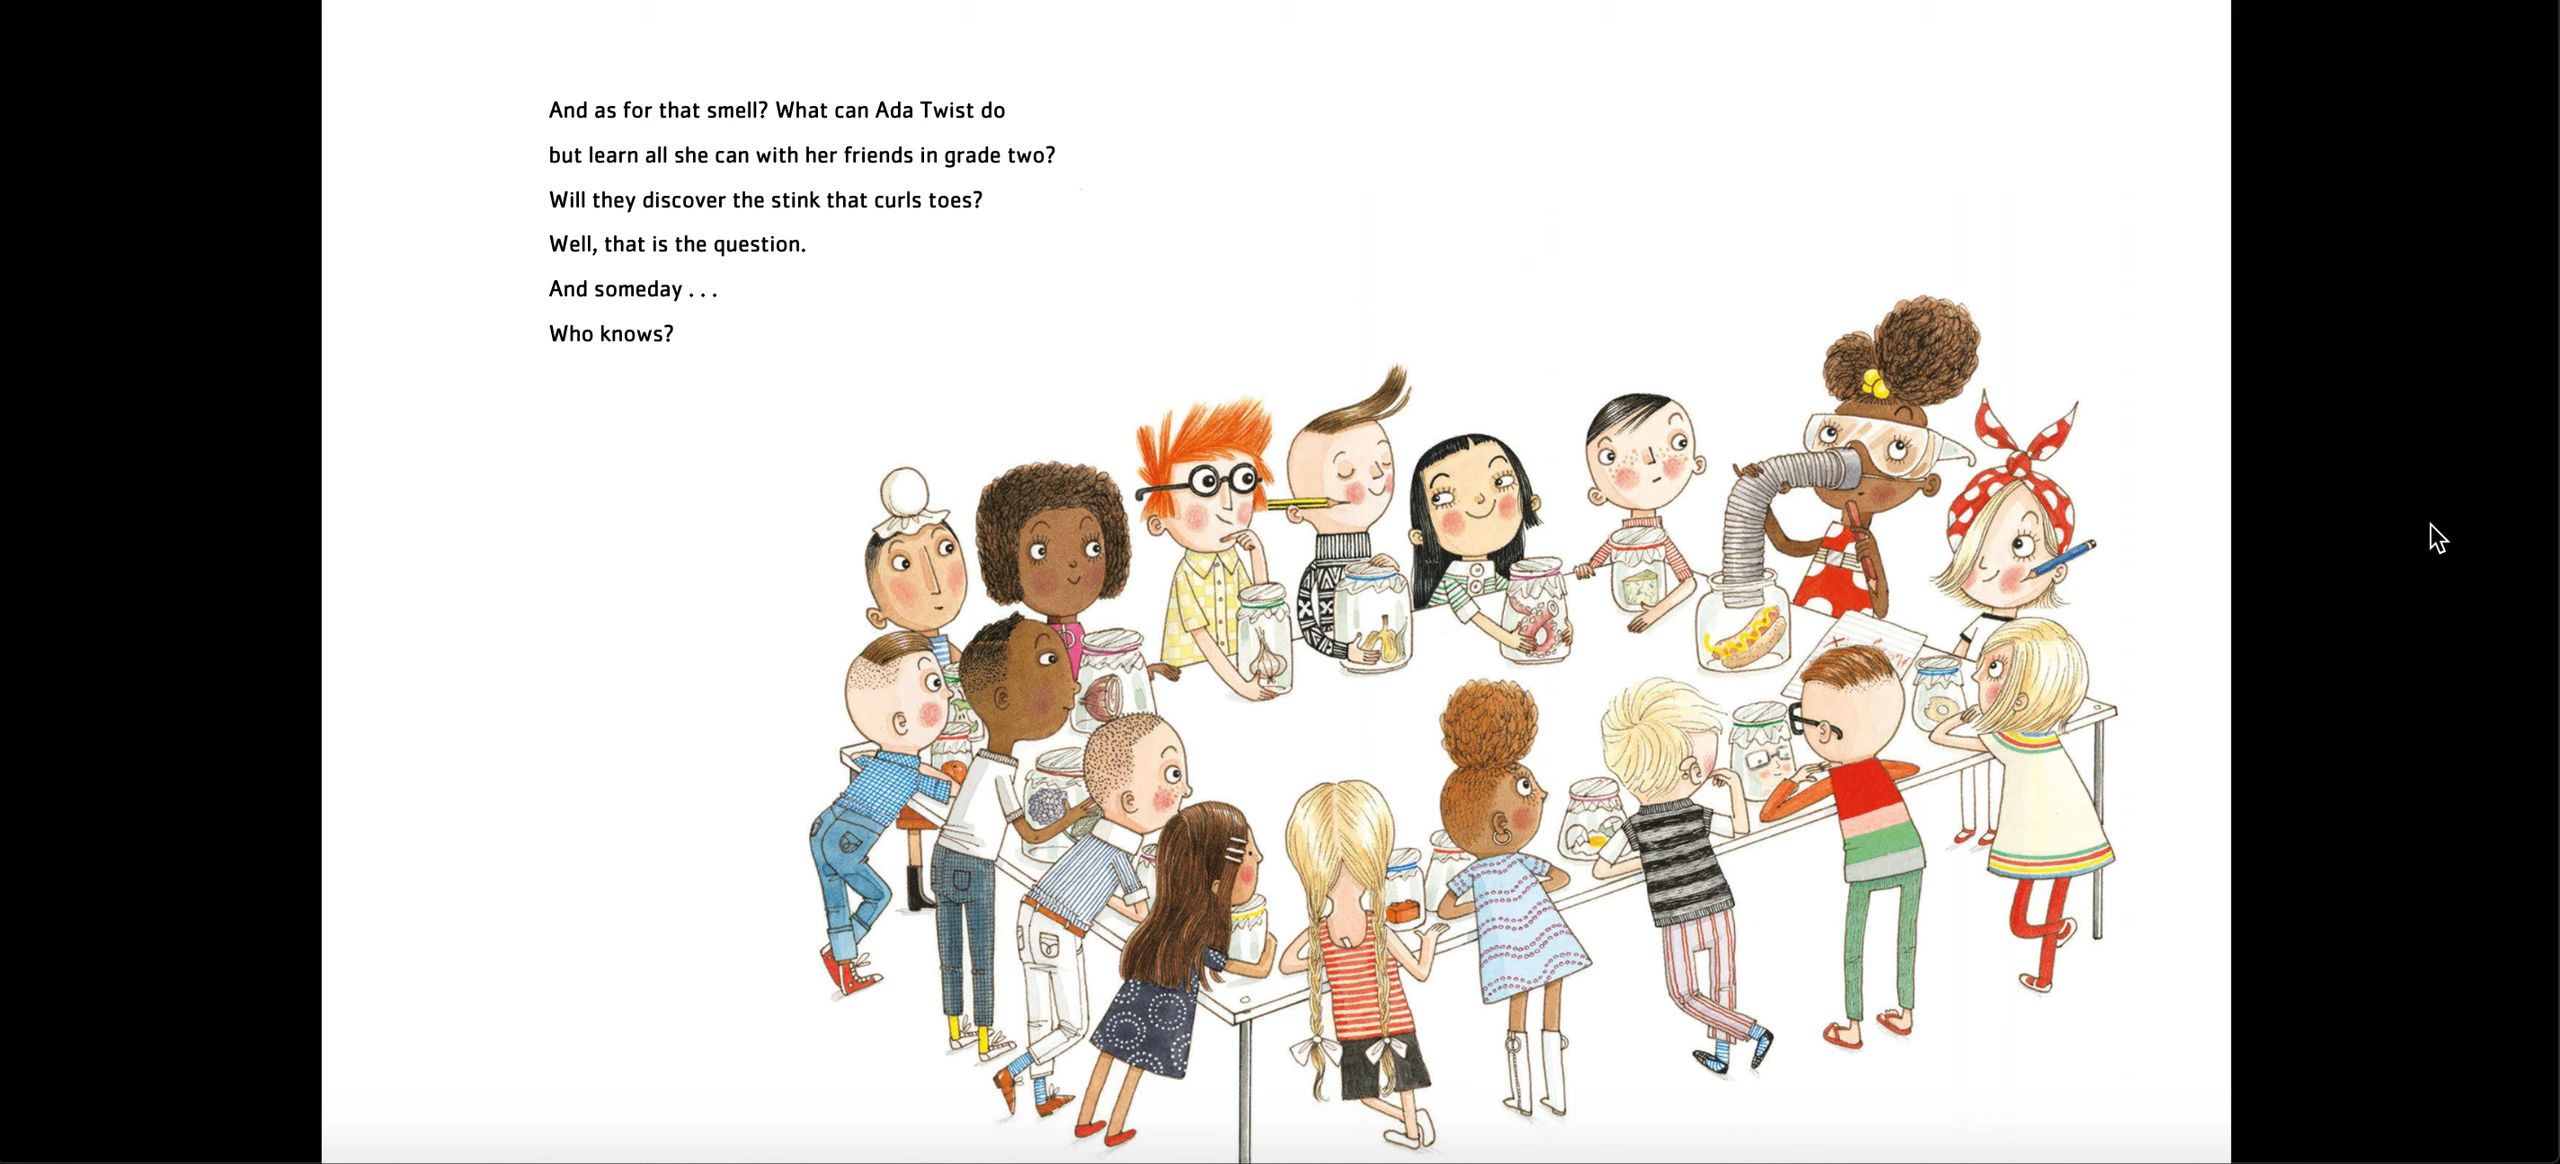 And as for that smell? What can Ada Twist do
but learn all she can with her friends in grade two?
Will they discover the stink that curls toes?
Well, that is the question.
And someday . . .
Who knows?